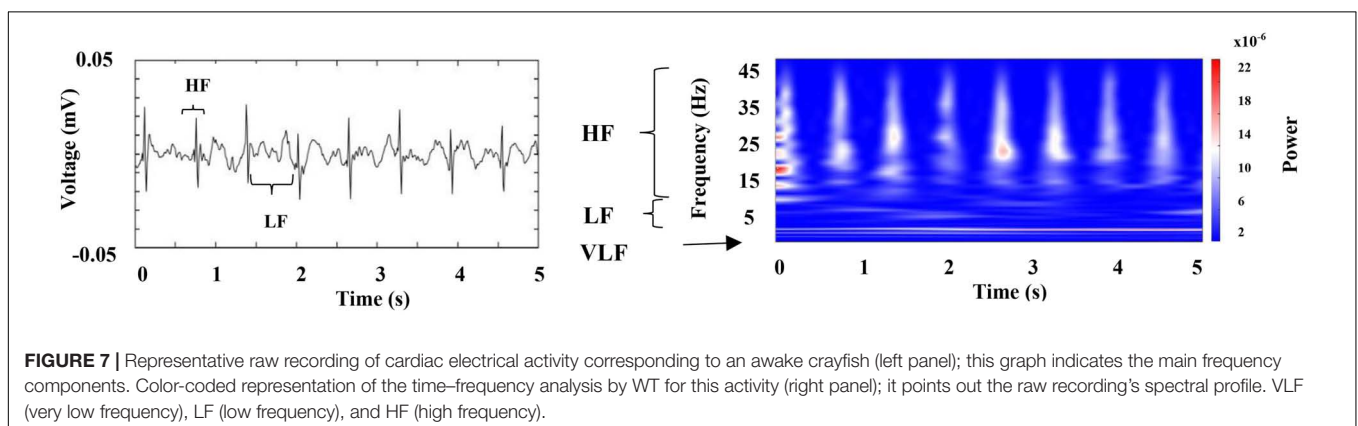 0.05
HF
Voltage (mV)
LF
-0.05
0 1 2 3 4 5
Time (s)
HF
LF
VLF
Frequency (Hz)
45
35
25
15
5
0 1 2 3 4 5
Time (s)
x10-6
22
18
14
10
6
2
Power
FIGURE 7 | Representative raw recording of cardiac electrical activity corresponding to an awake crayfish (left panel); this graph indicates the main frequency
components. Color-coded representation of the time–frequency analysis by WT for this activity (right panel); it points out the raw recording's spectral profile. VLF
(very low frequency), LF (low frequency), and HF (high frequency).